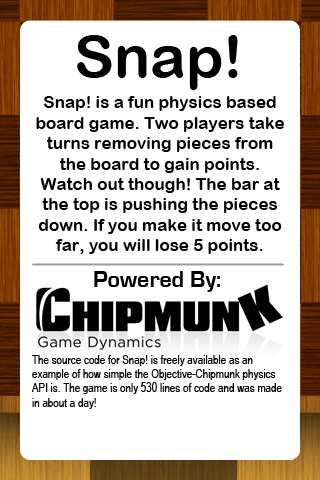 Snap!
Snap! is a fun physics based
board game. Two players take
turns removing pieces from
the board to gain points.
Watch out though! The bar at
the top is pushing the pieces
down. If you make it move too
far, you will lose 5 points.
Powered By:
CHIPMUNK
Game Dynamics
The source code for Snap! is freely available as an
example of how simple the Objective-Chipmunk physics
API is. The game is only 530 lines of code and was made
in about a day!